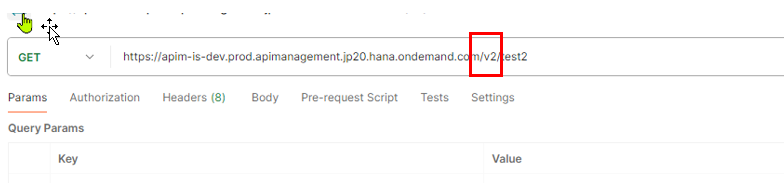 GET https://apim-is-dev.prod.apimanagement.jp20.hana.ondemand.com/v2/test2
Params Authorization Headers (8) Body Pre-request Script Tests Settings
Query Params
Key Value